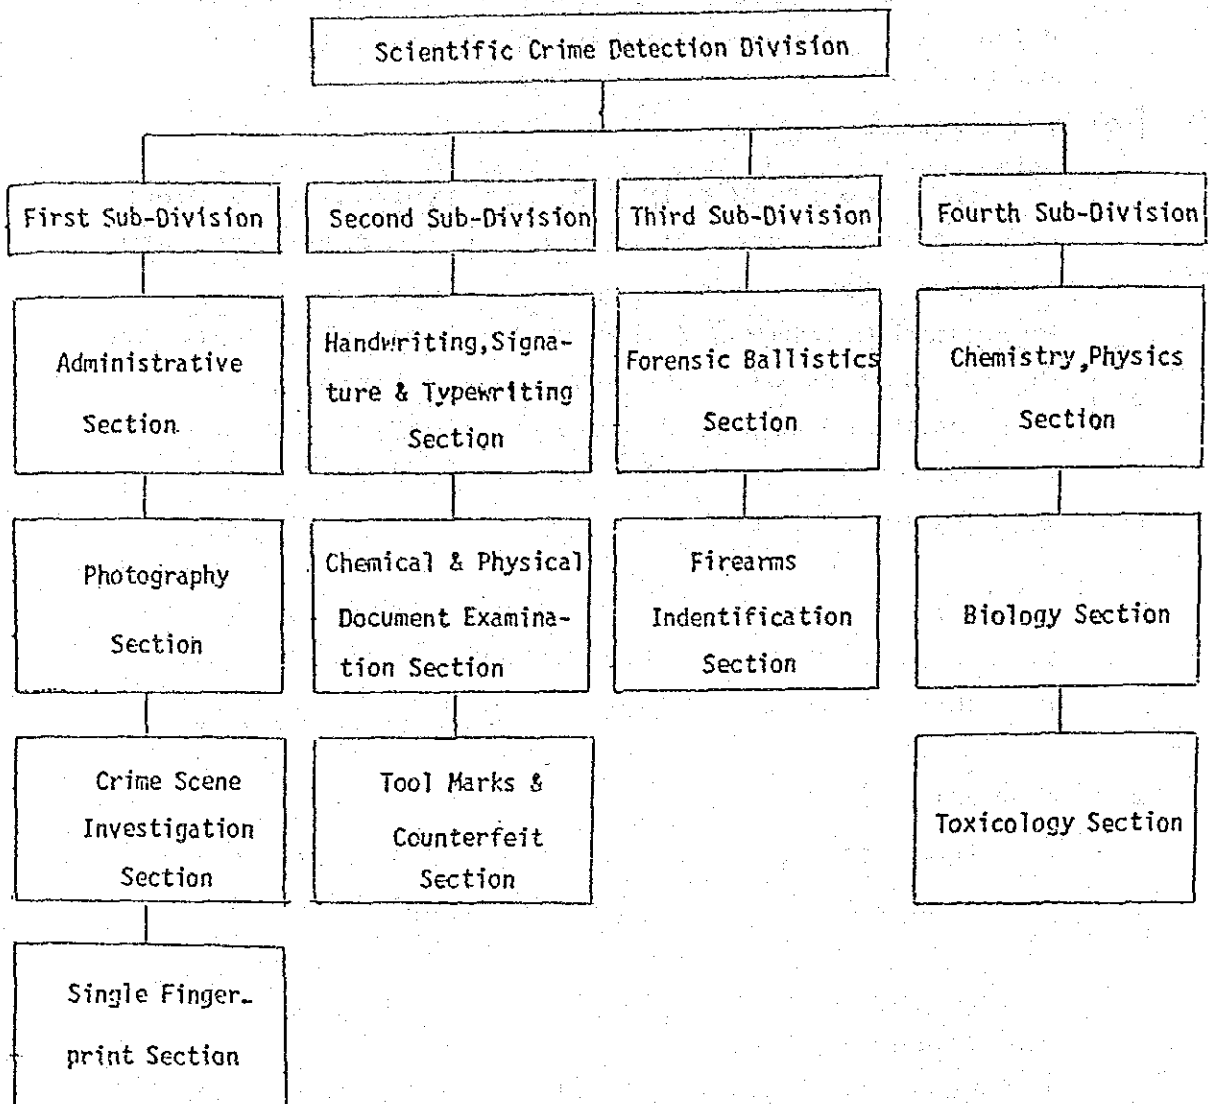 Scientific Crime Detection Division
First Sub-Division
Second Sub-Division
Third Sub-Division
Fourth Sub-Division
Administrative
Section
Handwriting,Signa-
ture & Typewriting
Section
Forensic Ballistics
Section
Chemistry,Physics
Section
Photography
Section
Chemical & Physical
Document Examina-
tion Section
Firearms
Indentification
Section
Biology Section
Crime Scene
Investigation
Section
Tool Marks &
Counterfeit
Section
Toxicology Section
Single Finger-
print Section